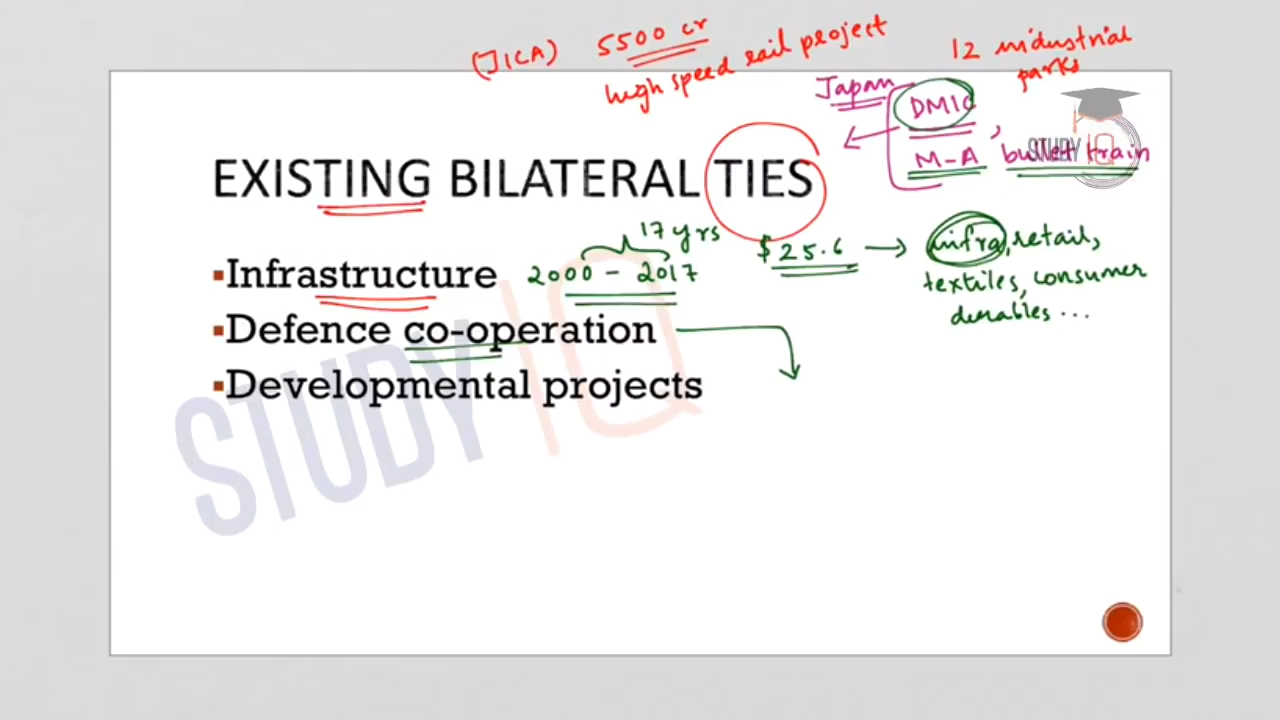 (JICA) 5500 cr
high speed rail project
12 industrial
parks
Japan
DMIC,
M-A, bullet train
STUDY IQ
EXISTING BILATERAL TIES
17 yrs
▪Infrastructure 2000 - 2017 $25.6 → infra, retail,
textiles, consumer
durables ...
▪Defence co-operation
▪Developmental projects
STUDY IQ